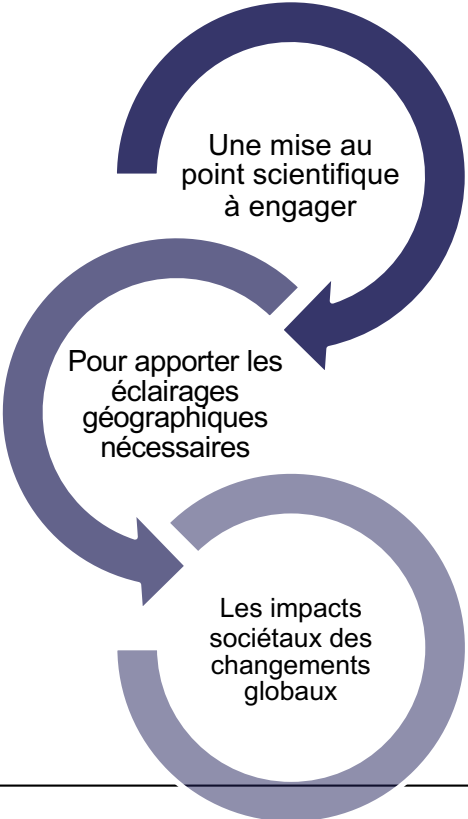 Une mise au
point scientifique
à engager
Pour apporter les
éclairages
géographiques
nécessaires
Les impacts
sociétaux des
changements
globaux